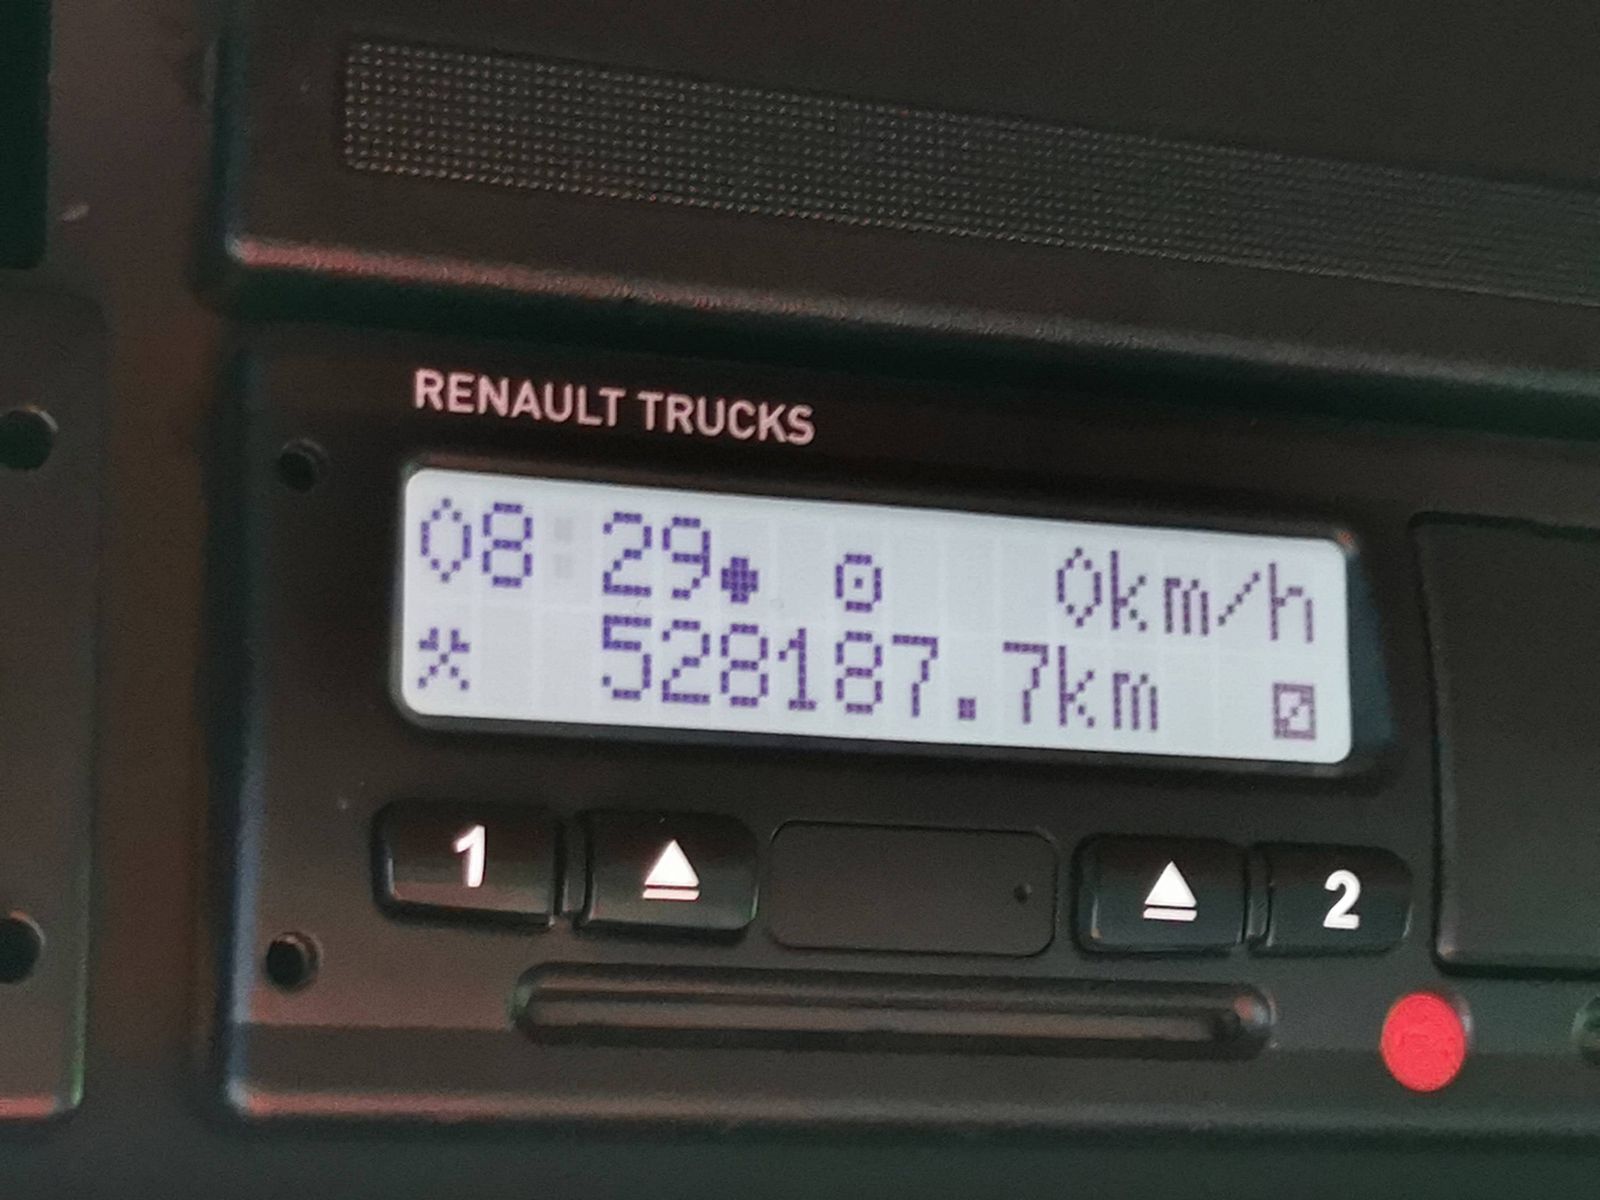 RENAULT TRUCKS
08:29 0km/h
528187.7km
1 2